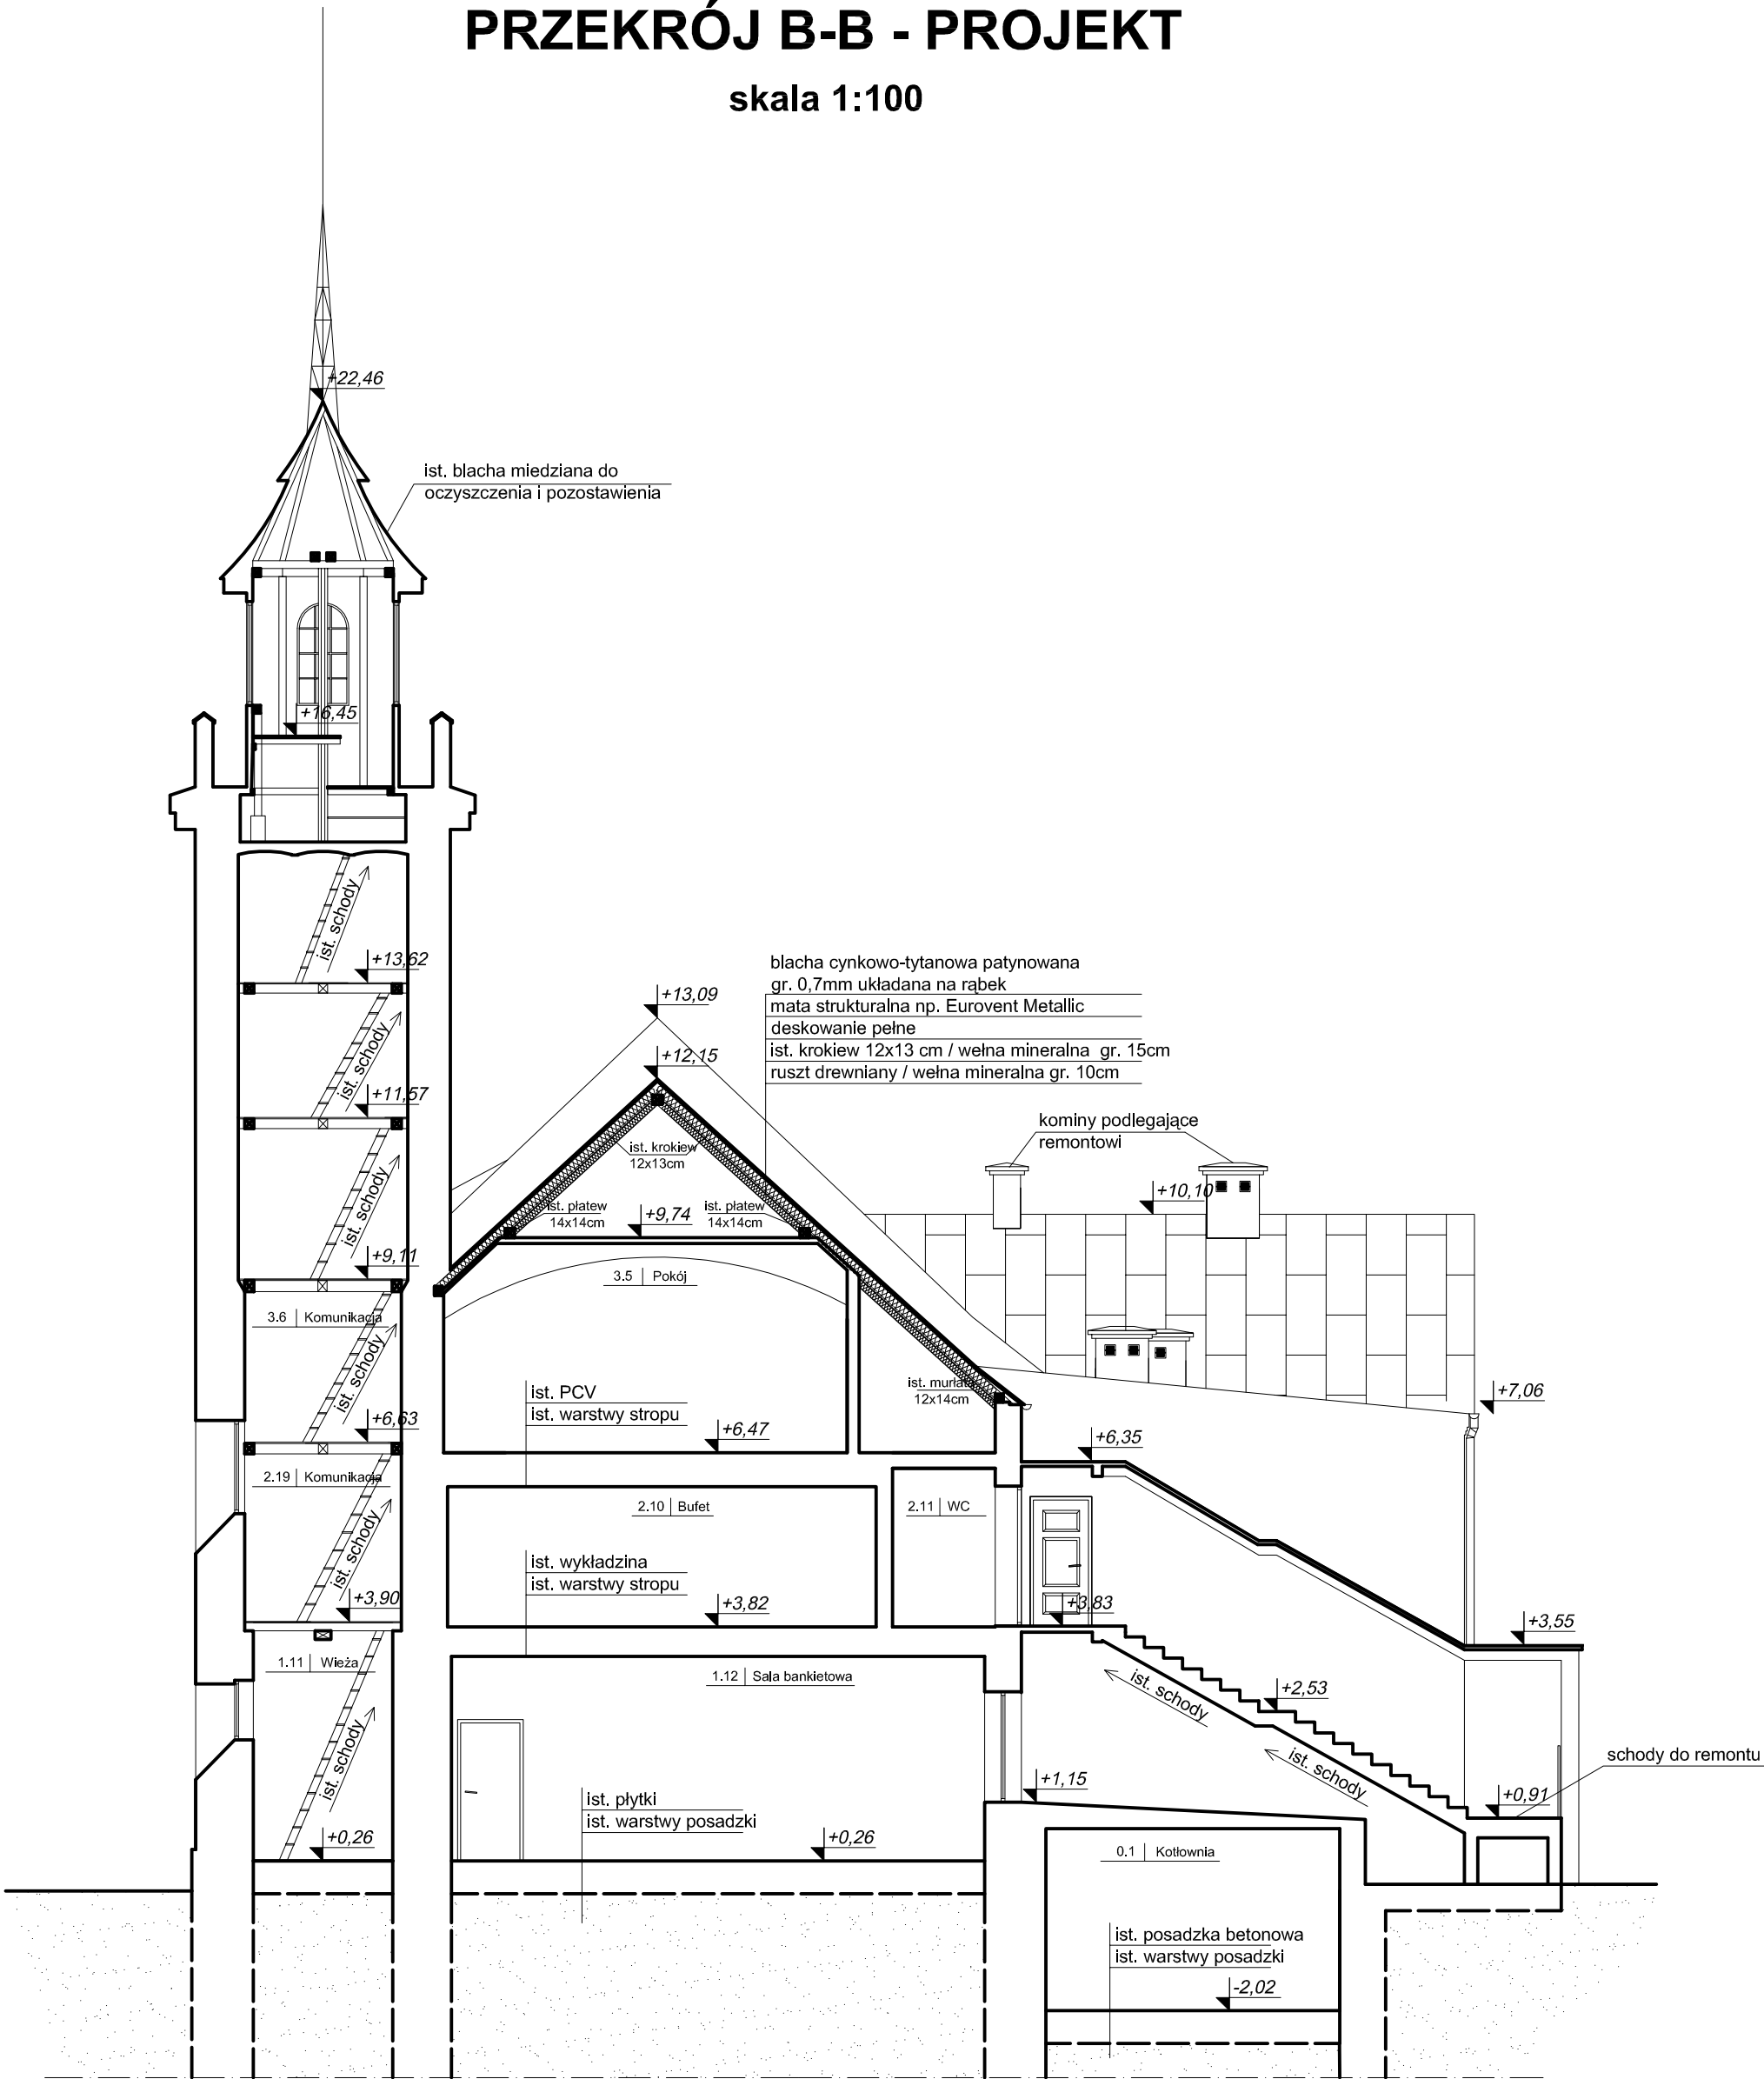 PRZEKRÓJ B-B - PROJEKT
skala 1:100
+22,46
ist. blacha miedziana do
oczyszczenia i pozostawienia
+16,45
ist. schody
+13,62
ist. schody
+11,57
ist. schody
+9,11
3.6 | Komunikacja
ist. schody
+6,63
2.19 | Komunikacja
ist. schody
+3,90
1.11 | Wieża
ist. schody
+0,26
+13,09
+12,15
blacha cynkowo-tytanowa patynowana
gr. 0,7mm układana na rąbek
mata strukturalna np. Eurovent Metallic
deskowanie pełne
ist. krokiew 12x13 cm / wełna mineralna gr. 15cm
ruszt drewniany / wełna mineralna gr. 10cm
kominy podlegające
remontowi
ist. krokiew
12x13cm
ist. płatew
14x14cm
+9,74
ist. płatew
14x14cm
+10,10
3.5 | Pokój
ist. murłata
12x14cm
+7,06
ist. PCV
ist. warstwy stropu
+6,47
+6,35
2.10 | Bufet
2.11 | WC
ist. wykładzina
ist. warstwy stropu
+3,82
+3,83
+3,55
1.12 | Sala bankietowa
ist. schody
+2,53
ist. schody
schody do remontu
+1,15
+0,91
ist. płytki
ist. warstwy posadzki
+0,26
0.1 | Kotłownia
ist. posadzka betonowa
ist. warstwy posadzki
-2,02